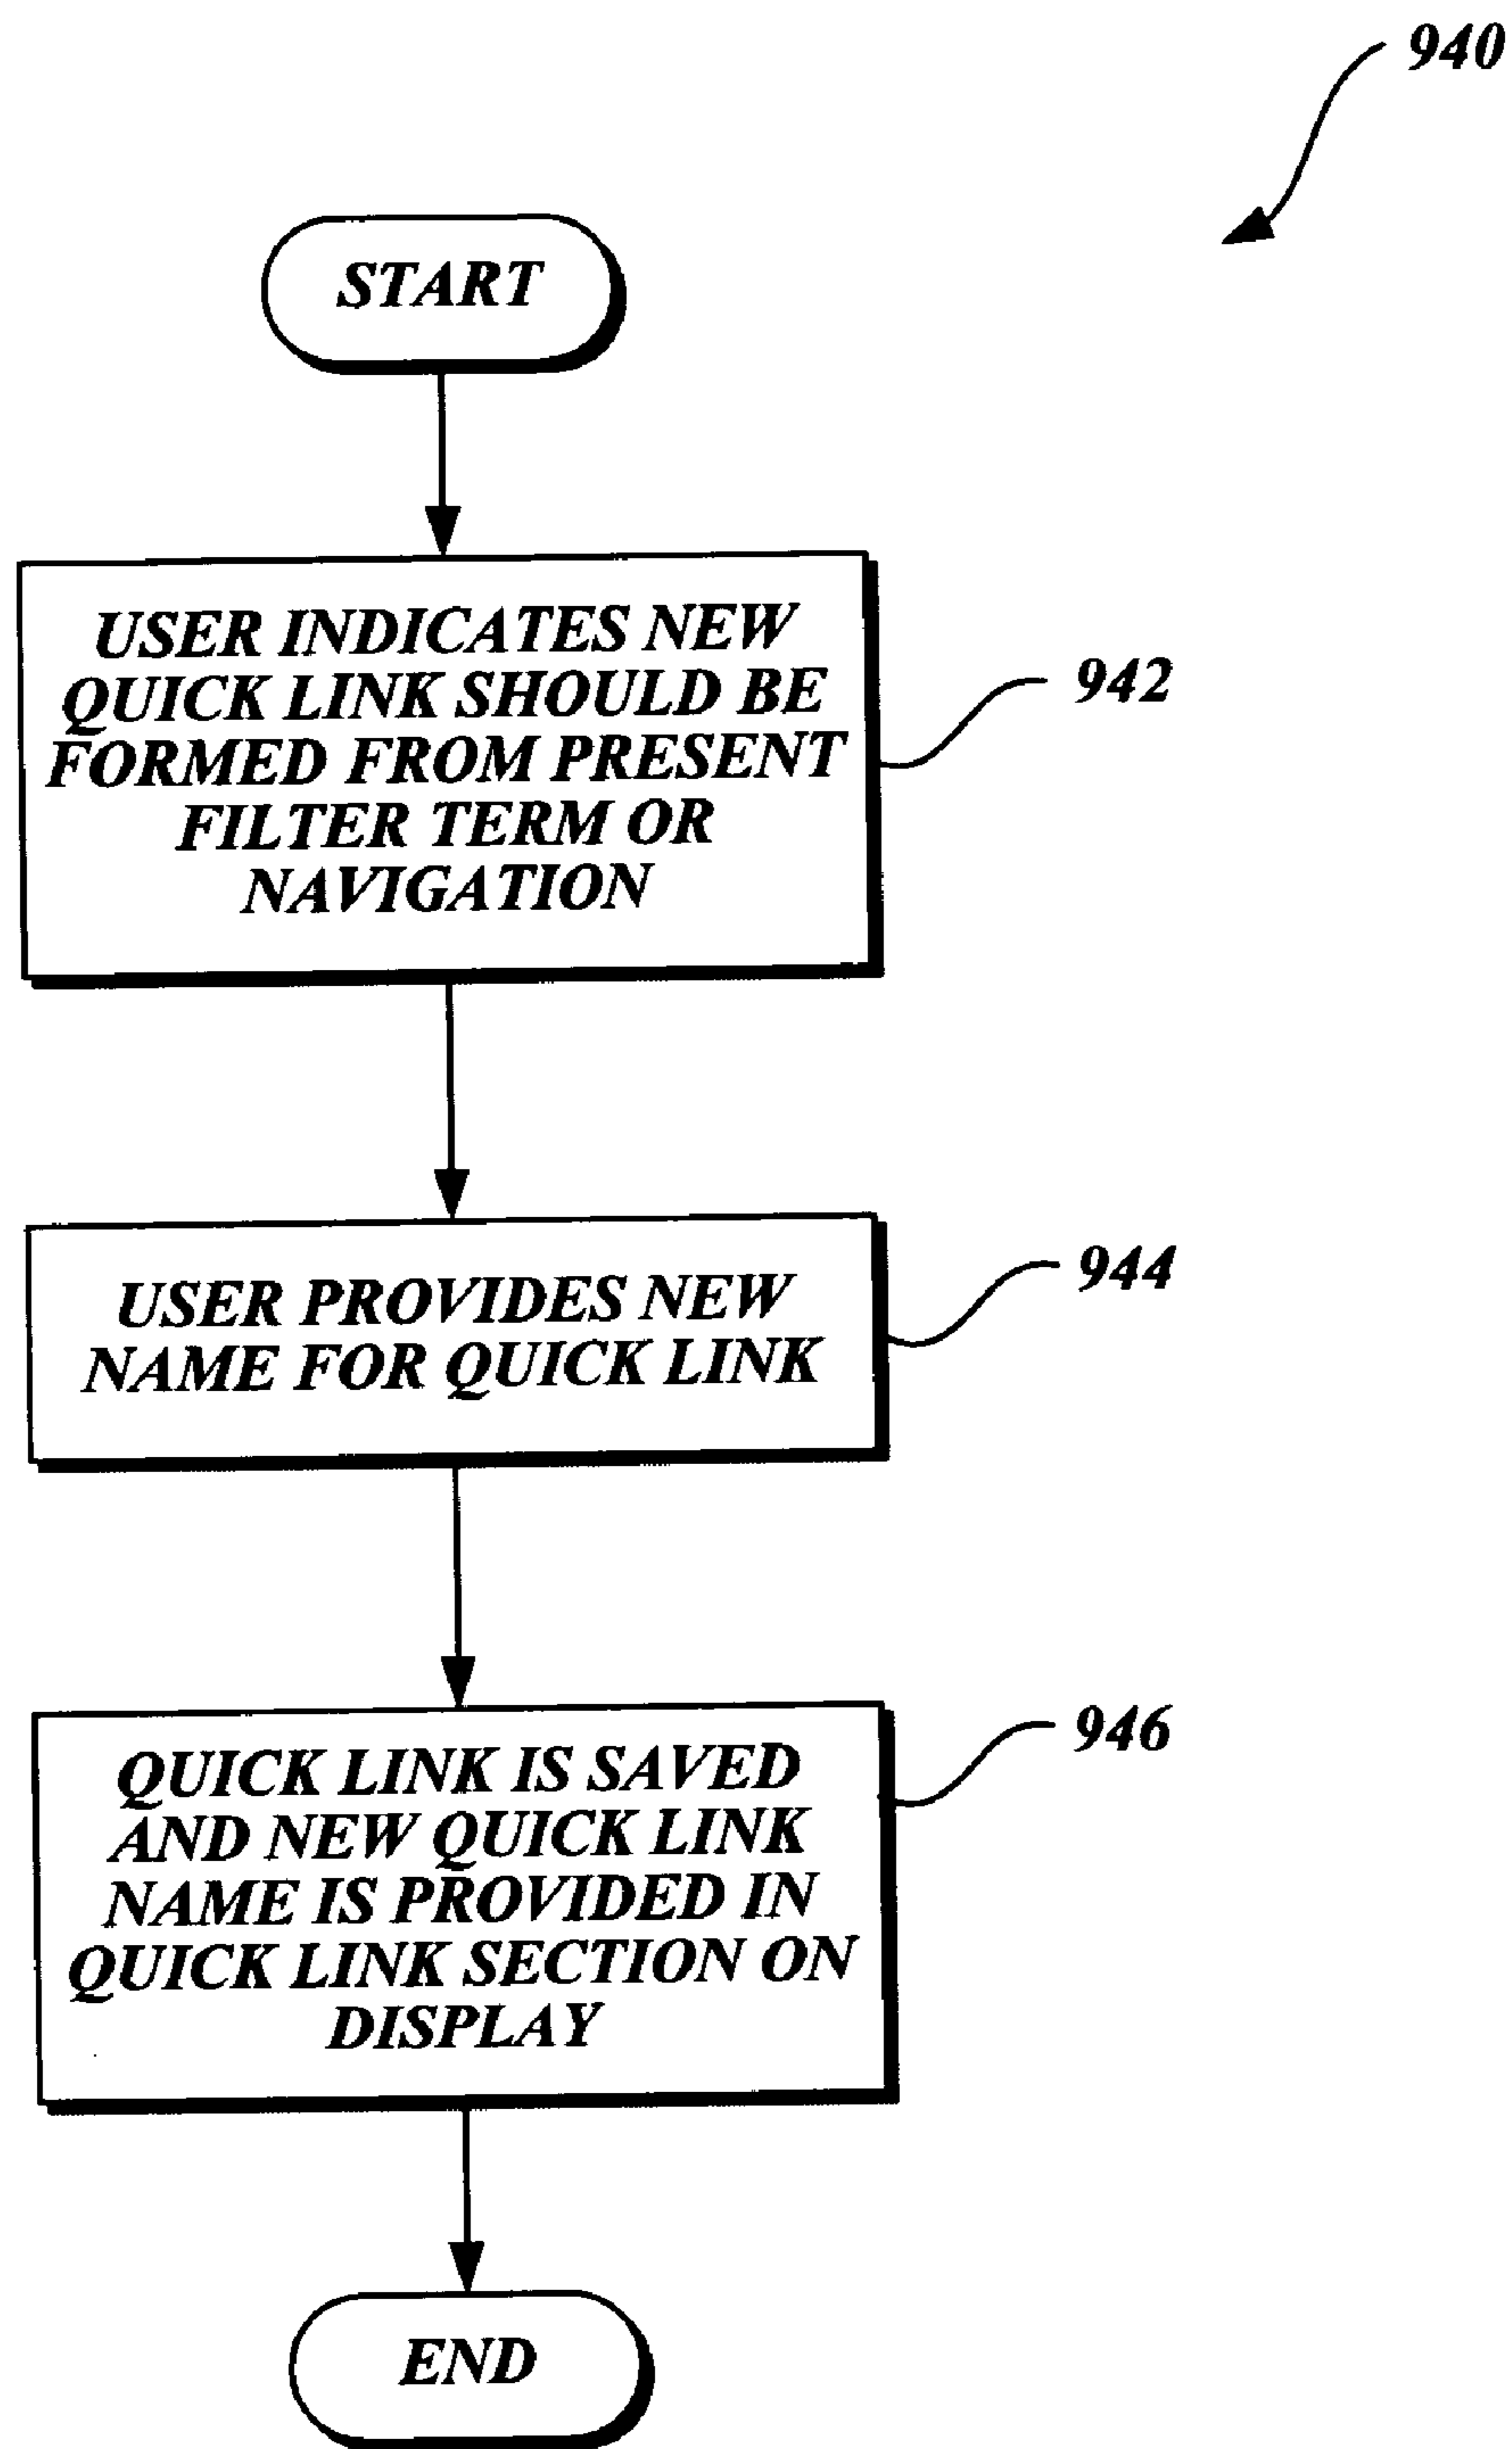 940
START
USER INDICATES NEW
QUICK LINK SHOULD BE
FORMED FROM PRESENT
FILTER TERM OR
NAVIGATION
942
USER PROVIDES NEW
NAME FOR QUICK LINK
944
QUICK LINK IS SAVED
AND NEW QUICK LINK
NAME IS PROVIDED IN
QUICK LINK SECTION ON
DISPLAY
946
END